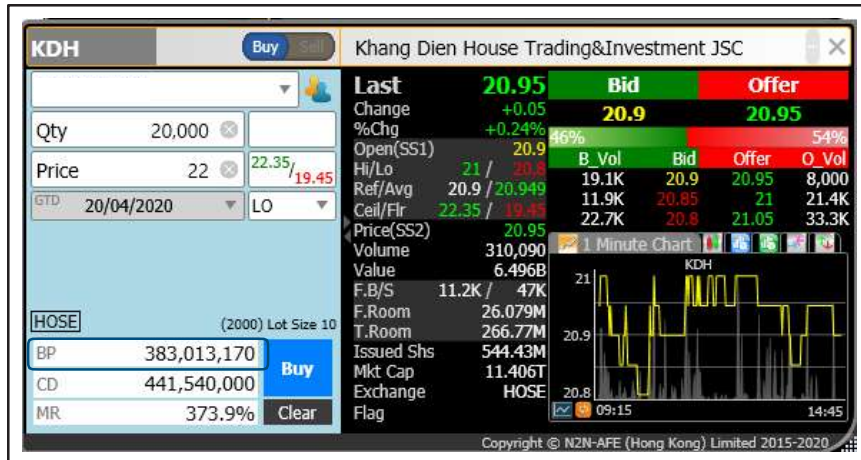 KDH
Buy Sell
Khang Dien House Trading&Investment JSC
Qty 20,000
Price 22 22.35/19.45
GTD 20/04/2020 LO
HOSE (2000) Lot Size 10
BP 383,013,170
CD 441,540,000
MR 373.9%
Buy
Clear
Last 20.95
Change +0.05
%Chg +0.24%
Open(SS1) 20.9
Hi/Lo 21 / 20.8
Ref/Avg 20.9 / 20.949
Ceil/Flr 22.35 / 19.45
Price(SS2) 20.95
Volume 310,090
Value 6.496B
F.B/S 11.2K / 47K
F.Room 26.079M
T.Room 266.77M
Issued Shs 544.43M
Mkt Cap 11.406T
Exchange HOSE
Flag
Bid Offer
20.9 20.95
46% 54%
B_Vol Bid Offer O_Vol
19.1K 20.9 20.95 8,000
11.9K 20.85 21 21.4K
22.7K 20.8 21.05 33.3K
1 Minute Chart
KDH
21
20.9
20.8
09:15 14:45
Copyright © N2N-AFE (Hong Kong) Limited 2015-2020